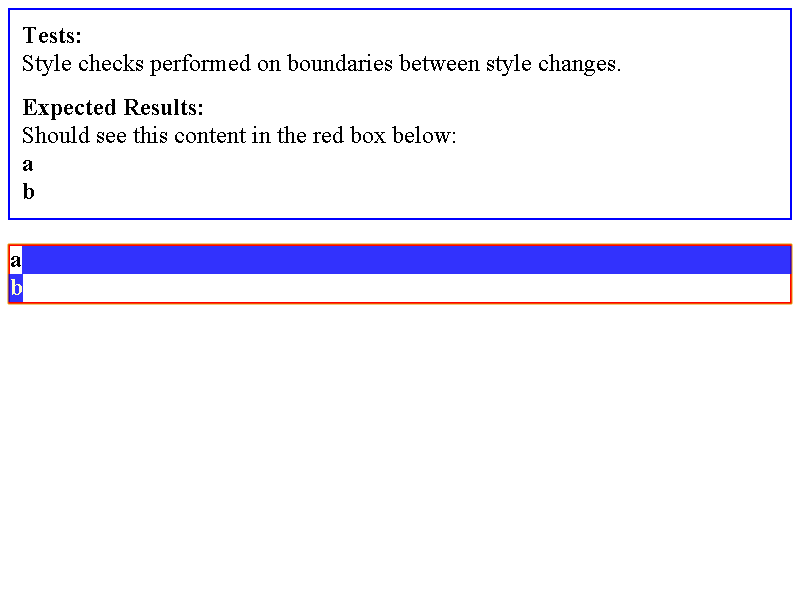 Tests:
Style checks performed on boundaries between style changes.
Expected Results:
Should see this content in the red box below:
a
b
a
b